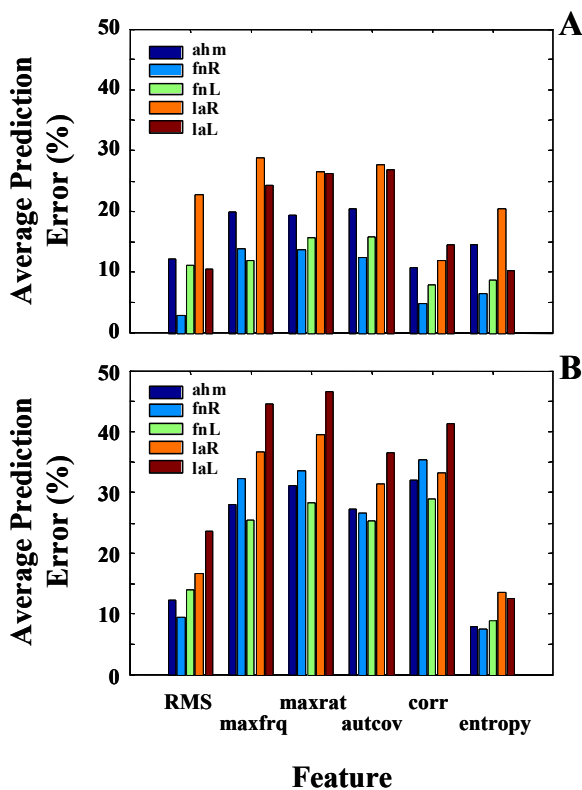 A
50
40
30
20
10
0
Average Prediction
Error (%)
ahm
fnR
fnL
laR
laL
B
50
40
30
20
10
0
Average Prediction
Error (%)
ahm
fnR
fnL
laR
laL
RMS maxrat corr
maxfrq autcov entropy
Feature